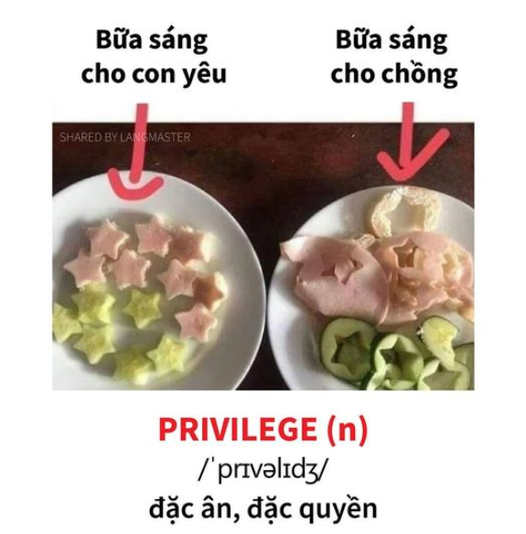 Bữa sáng
cho con yêu
Bữa sáng
cho chồng
SHARED BY LANGMASTER
PRIVILEGE (n)
/ˈprɪvəlɪdʒ/
đặc ân, đặc quyền